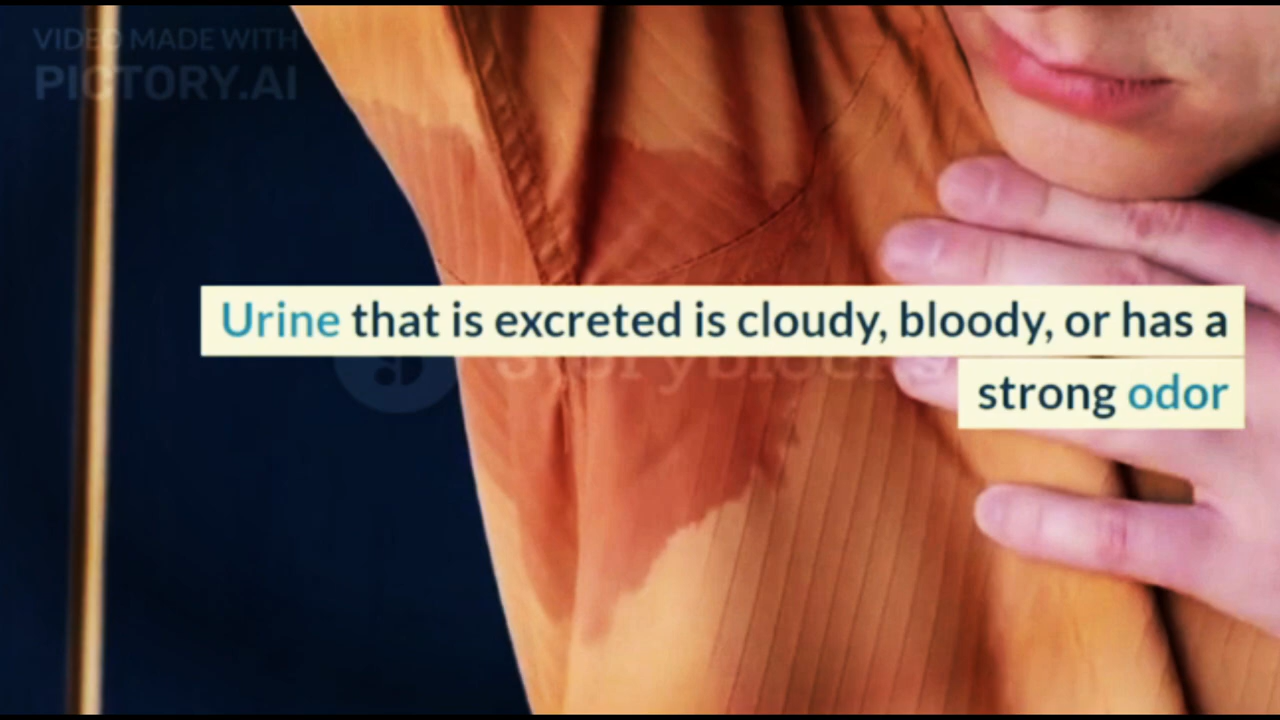 VIDEO MADE WITH
PICTORY.AI
Urine that is excreted is cloudy, bloody, or has a
strong odor